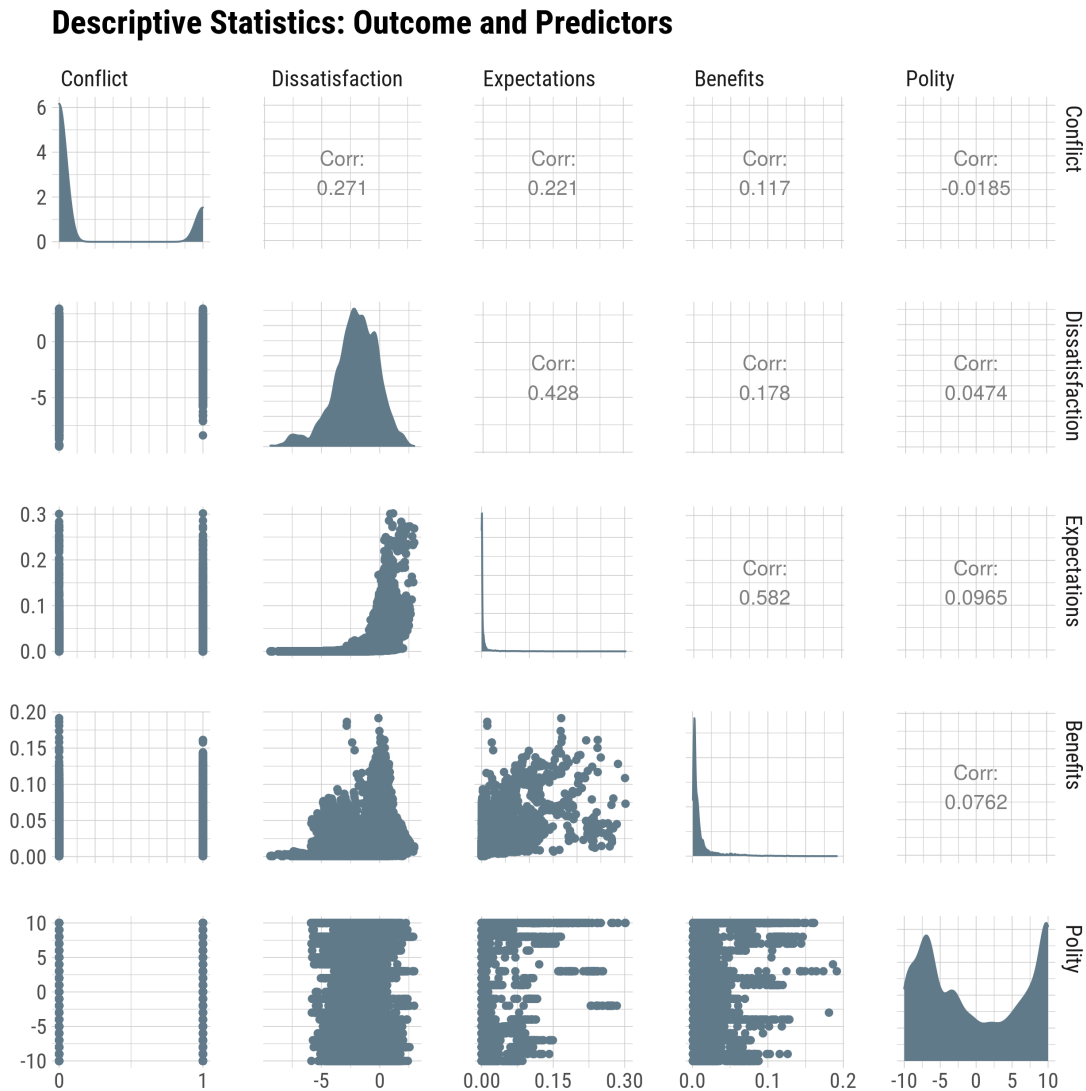 Descriptive Statistics: Outcome and Predictors
Conflict
Dissatisfaction
Expectations
Benefits
Polity
6
4
2
0
Corr:
0.271
Corr:
0.221
Corr:
0.117
Corr:
-0.0185
Conflict
0
-5
Corr:
0.428
Corr:
0.178
Corr:
0.0474
Dissatisfaction
0.3
0.2
0.1
0.0
Corr:
0.582
Corr:
0.0965
Expectations
0.20
0.15
0.10
0.05
0.00
Corr:
0.0762
Benefits
10
5
0
-5
-10
Polity
0 1
-5 0
0.00 0.15 0.30
0.0 0.1 0.2
-10 -5 0 5 10